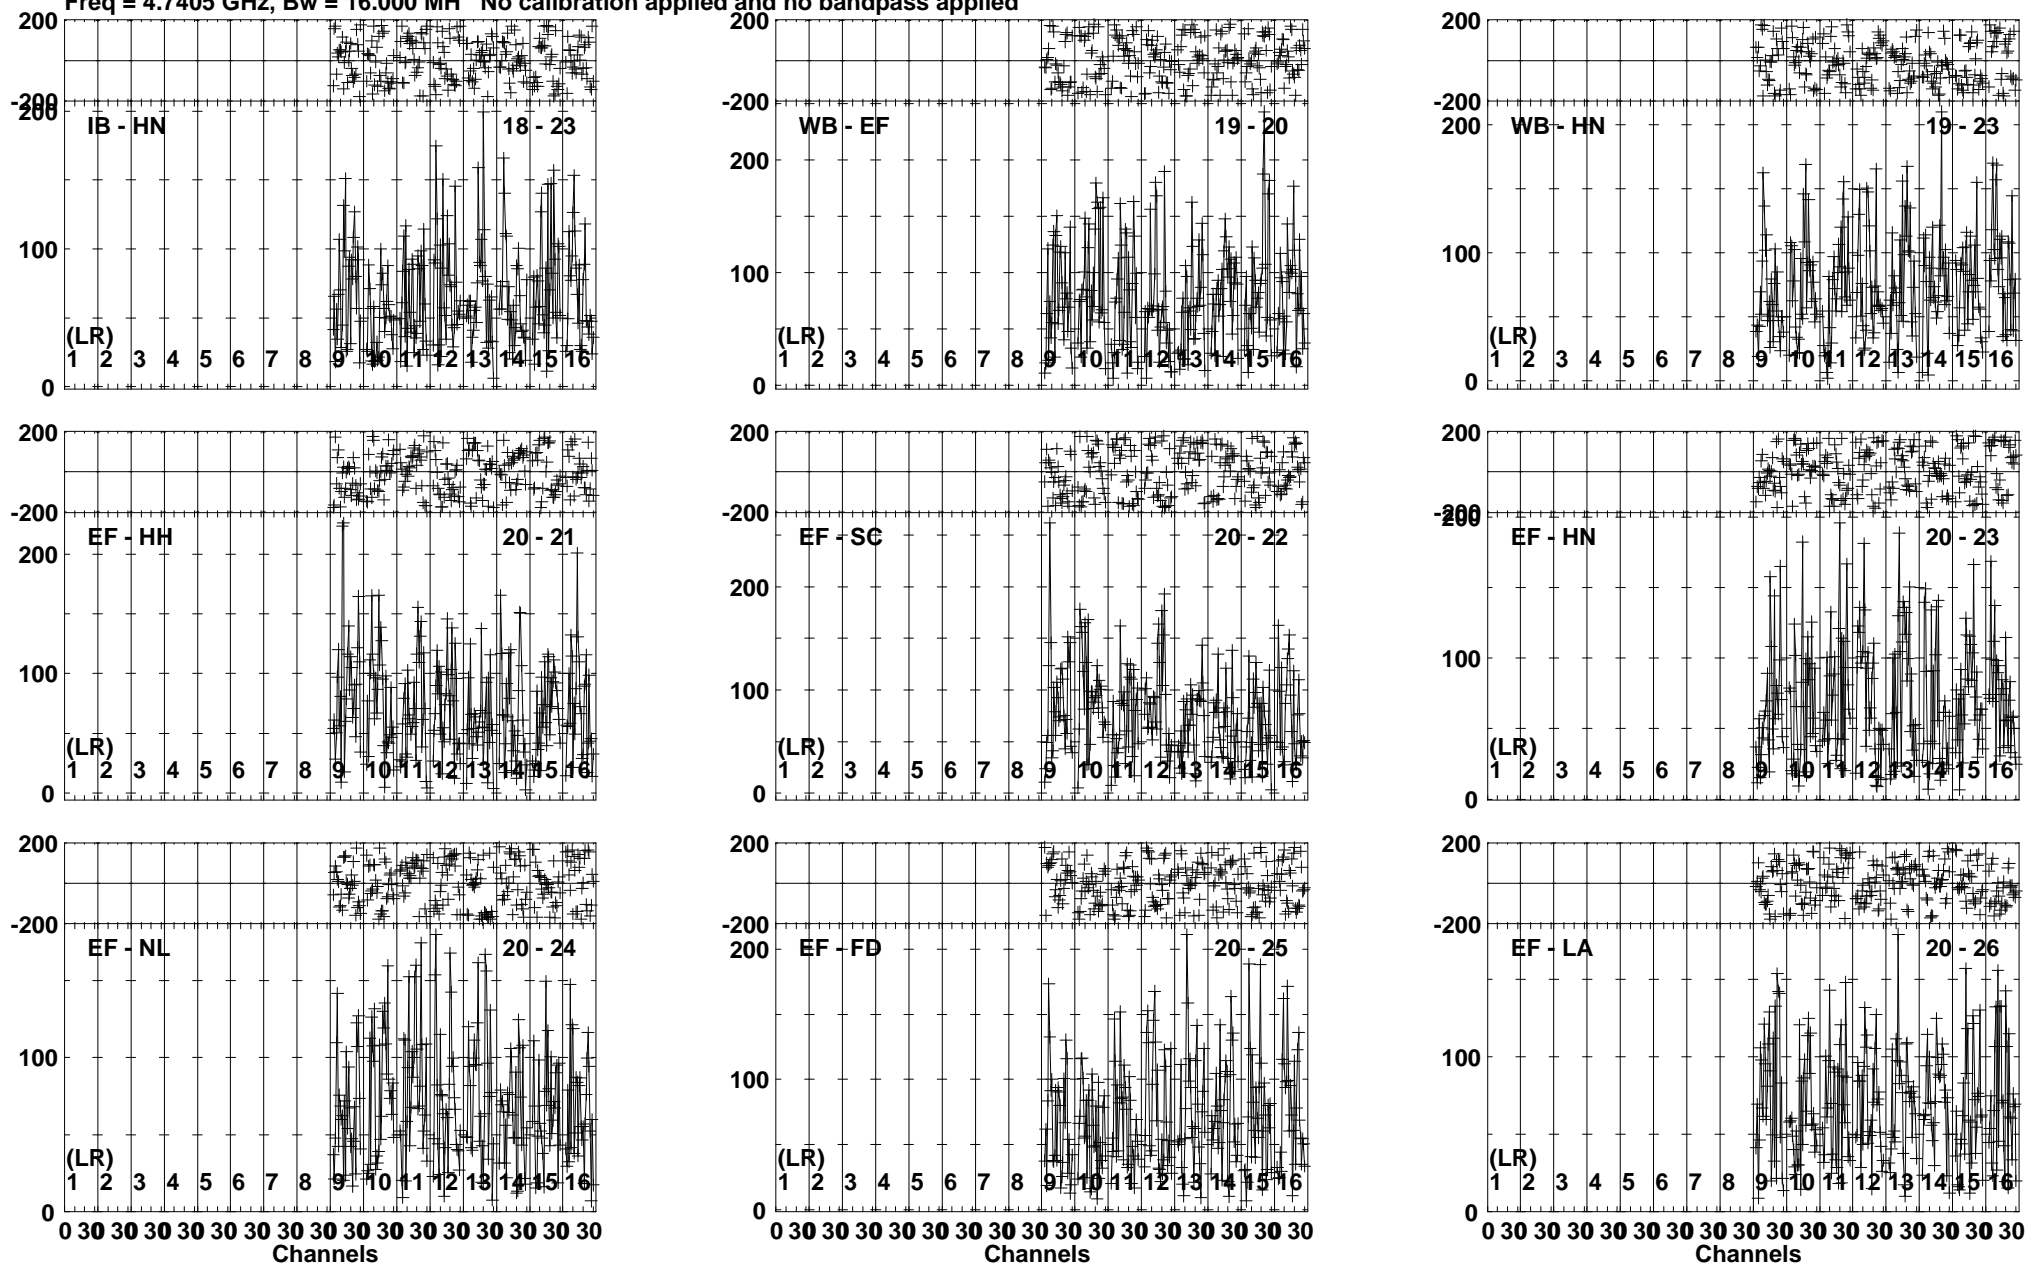 Freq = 4.7405 GHz, Bw = 16.000 MH No calibration applied and no bandpass applied
200
-200
200
IB - HN 18 - 23
100
(LR)
1 2 3 4 5 6 7 8 9 10 11 12 13 14 15 16
0
-200
WB - EF 19 - 20
200
100
(LR)
1 2 3 4 5 6 7 8 9 10 11 12 13 14 15 16
0
200
-200
WB - HN 19 - 23
200
100
(LR)
1 2 3 4 5 6 7 8 9 10 11 12 13 14 15 16
0
200
-200
EF - HH 20 - 21
200
100
(LR)
1 2 3 4 5 6 7 8 9 10 11 12 13 14 15 16
0
200
-200
EF - SC 20 - 22
200
100
(LR)
1 2 3 4 5 6 7 8 9 10 11 12 13 14 15 16
0
200
-200
200
EF - HN 20 - 23
100
(LR)
1 2 3 4 5 6 7 8 9 10 11 12 13 14 15 16
0
200
-200
EF - NL 20 - 24
100
(LR)
1 2 3 4 5 6 7 8 9 10 11 12 13 14 15 16
0
0 30 30 30 30 30 30 30 30 30 30 30 30 30 30 30 30
Channels
200
-200
EF - FD 20 - 25
200
100
(LR)
1 2 3 4 5 6 7 8 9 10 11 12 13 14 15 16
0
0 30 30 30 30 30 30 30 30 30 30 30 30 30 30 30 30
Channels
200
-200
EF - LA 20 - 26
100
(LR)
1 2 3 4 5 6 7 8 9 10 11 12 13 14 15 16
0
0 30 30 30 30 30 30 30 30 30 30 30 30 30 30 30 30
Channels